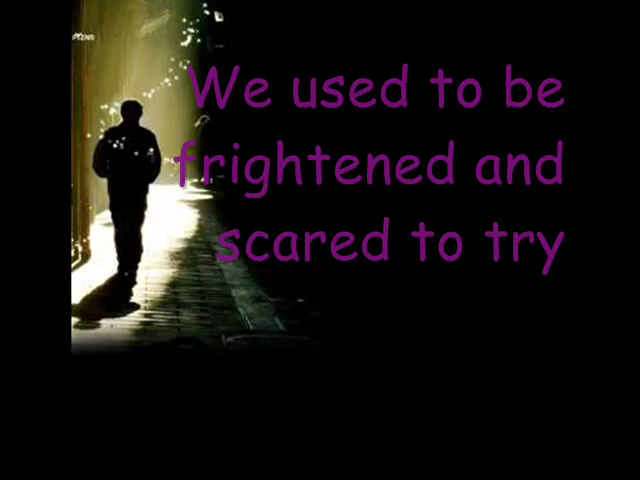 We used to be
frightened and
scared to try